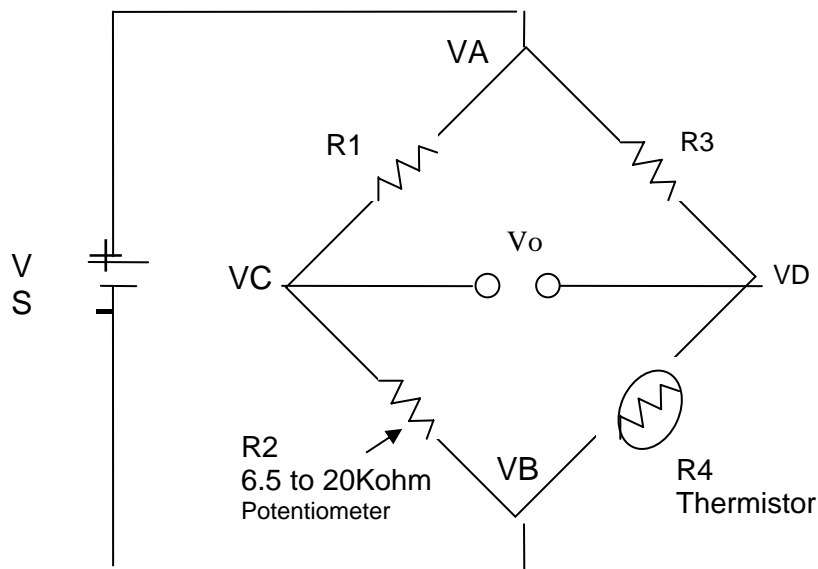 VA
R1
R3
Vo
V
S
VC
VD
R2
6.5 to 20Kohm
Potentiometer
VB
R4
Thermistor